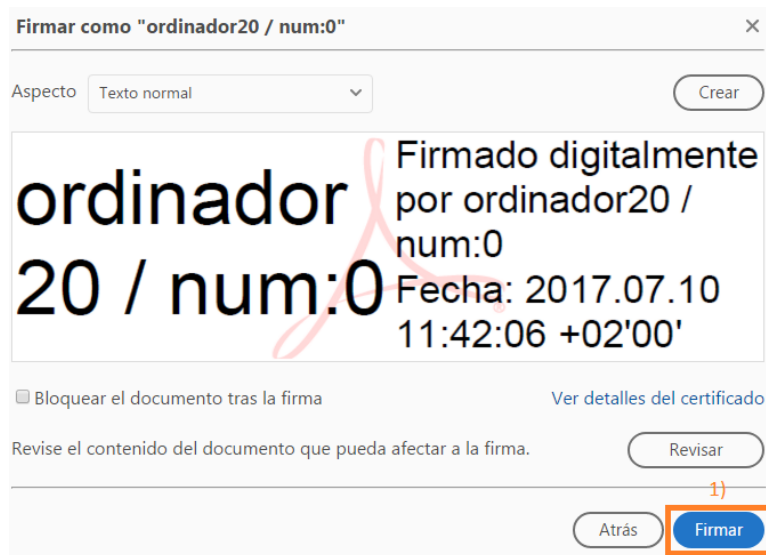 Firmar como "ordinador20 / num:0"
Aspecto Texto normal Crear
ordinador
20 / num:0
Firmado digitalmente
por ordinador20 /
num:0
Fecha: 2017.07.10
11:42:06 +02'00'
Bloquear el documento tras la firma Ver detalles del certificado
Revise el contenido del documento que pueda afectar a la firma. Revisar
1)
Atrás Firmar